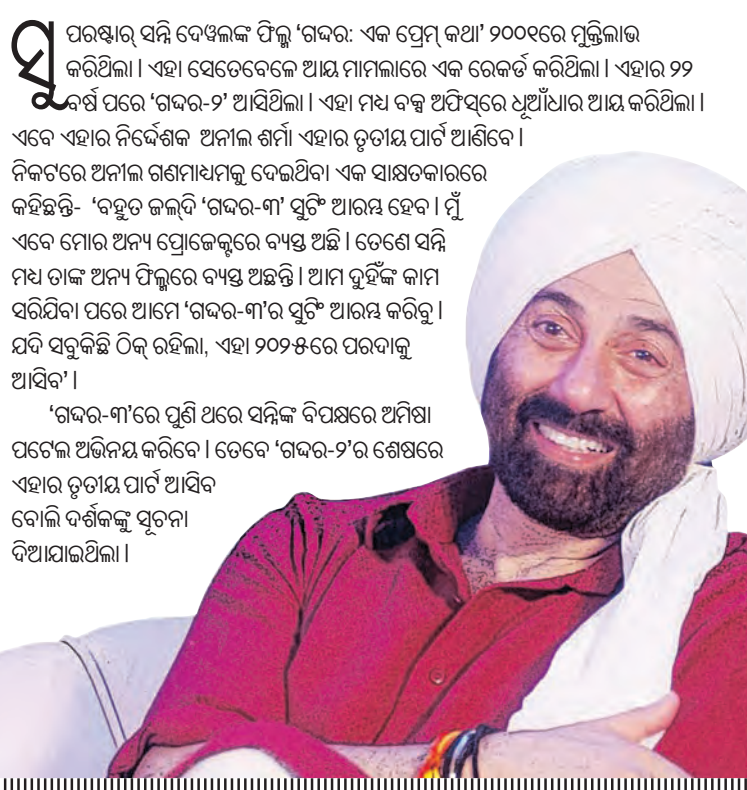 ସୁପରଷ୍ଟାର୍ ସନ୍ନି ଦେଓଲଙ୍କ ଫିଲ୍ମ ‘ଗଦ୍ଦର: ଏକ ପ୍ରେମ୍ କଥା’ ୨୦୦୧ରେ ମୁକ୍ତିଲାଭ
କରିଥିଲା । ଏହା ସେତେବେଳେ ଆୟ ମାମଲାରେ ଏକ ରେକର୍ଡ କରିଥିଲା । ଏହାର ୨୨
ବର୍ଷ ପରେ ‘ଗଦ୍ଦର-୨’ ଆସିଥିଲା । ଏହା ମଧ୍ୟ ବକ୍ସ ଅଫିସ୍‌ରେ ଧୂଆଁଧାର ଆୟ କରିଥିଲା ।
ଏବେ ଏହାର ନିର୍ଦ୍ଦେଶକ ଅନୀଲ ଶର୍ମା ଏହାର ତୃତୀୟ ପାର୍ଟ ଆଣିବେ ।
ନିକଟରେ ଅନୀଲ ଗଣମାଧ୍ୟମକୁ ଦେଇଥିବା ଏକ ସାକ୍ଷତକାରରେ
କହିଛନ୍ତି- ‘ବହୁତ ଜଲ୍‌ଦି ‘ଗଦ୍ଦର-୩’ ସୁଟିଂ ଆରମ୍ଭ ହେବ । ମୁଁ
ଏବେ ମୋର ଅନ୍ୟ ପ୍ରୋଜେକ୍ଟରେ ବ୍ୟସ୍ତ ଅଛି । ତେଣେ ସନ୍ନି
ମଧ୍ୟ ତାଙ୍କ ଅନ୍ୟ ଫିଲ୍ମରେ ବ୍ୟସ୍ତ ଅଛନ୍ତି । ଆମ ଦୁହିଁଙ୍କ କାମ
ସରିଯିବା ପରେ ଆମେ ‘ଗଦ୍ଦର-୩’ର ସୁଟିଂ ଆରମ୍ଭ କରିବୁ ।
ଯଦି ସବୁକିଛି ଠିକ୍ ରହିଲା, ଏହା ୨୦୨୫ରେ ପରଦାକୁ
ଆସିବ’ ।
‘ଗଦ୍ଦର-୩’ରେ ପୁଣି ଥରେ ସନ୍ନିଙ୍କ ବିପକ୍ଷରେ ଅମିଷା
ପଟେଲ ଅଭିନୟ କରିବେ । ତେବେ ‘ଗଦ୍ଦର-୨’ର ଶେଷରେ
ଏହାର ତୃତୀୟ ପାର୍ଟ ଆସିବ
ବୋଲି ଦର୍ଶକଙ୍କୁ ସୂଚନା
ଦିଆଯାଇଥିଲା ।